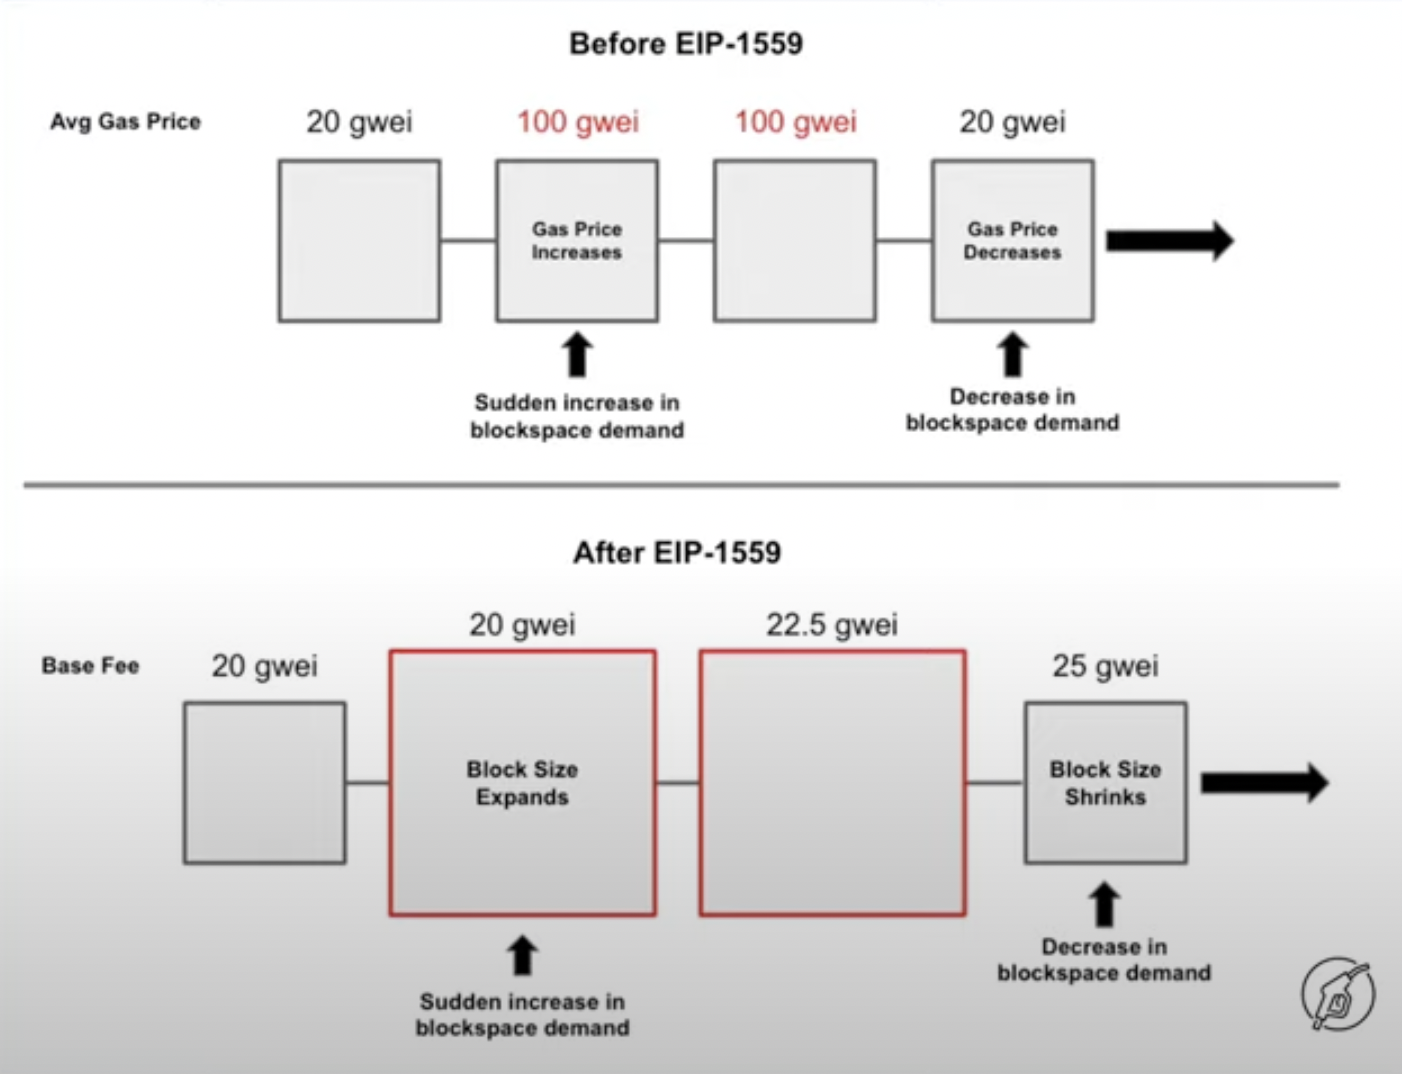 Before EIP-1559
Avg Gas Price
20 gwei
100 gwei
100 gwei
20 gwei
Gas Price
Increases
Gas Price
Decreases
Sudden increase in
blockspace demand
Decrease in
blockspace demand
After EIP-1559
Base Fee
20 gwei
20 gwei
22.5 gwei
25 gwei
Block Size
Expands
Block Size
Shrinks
Sudden increase in
blockspace demand
Decrease in
blockspace demand